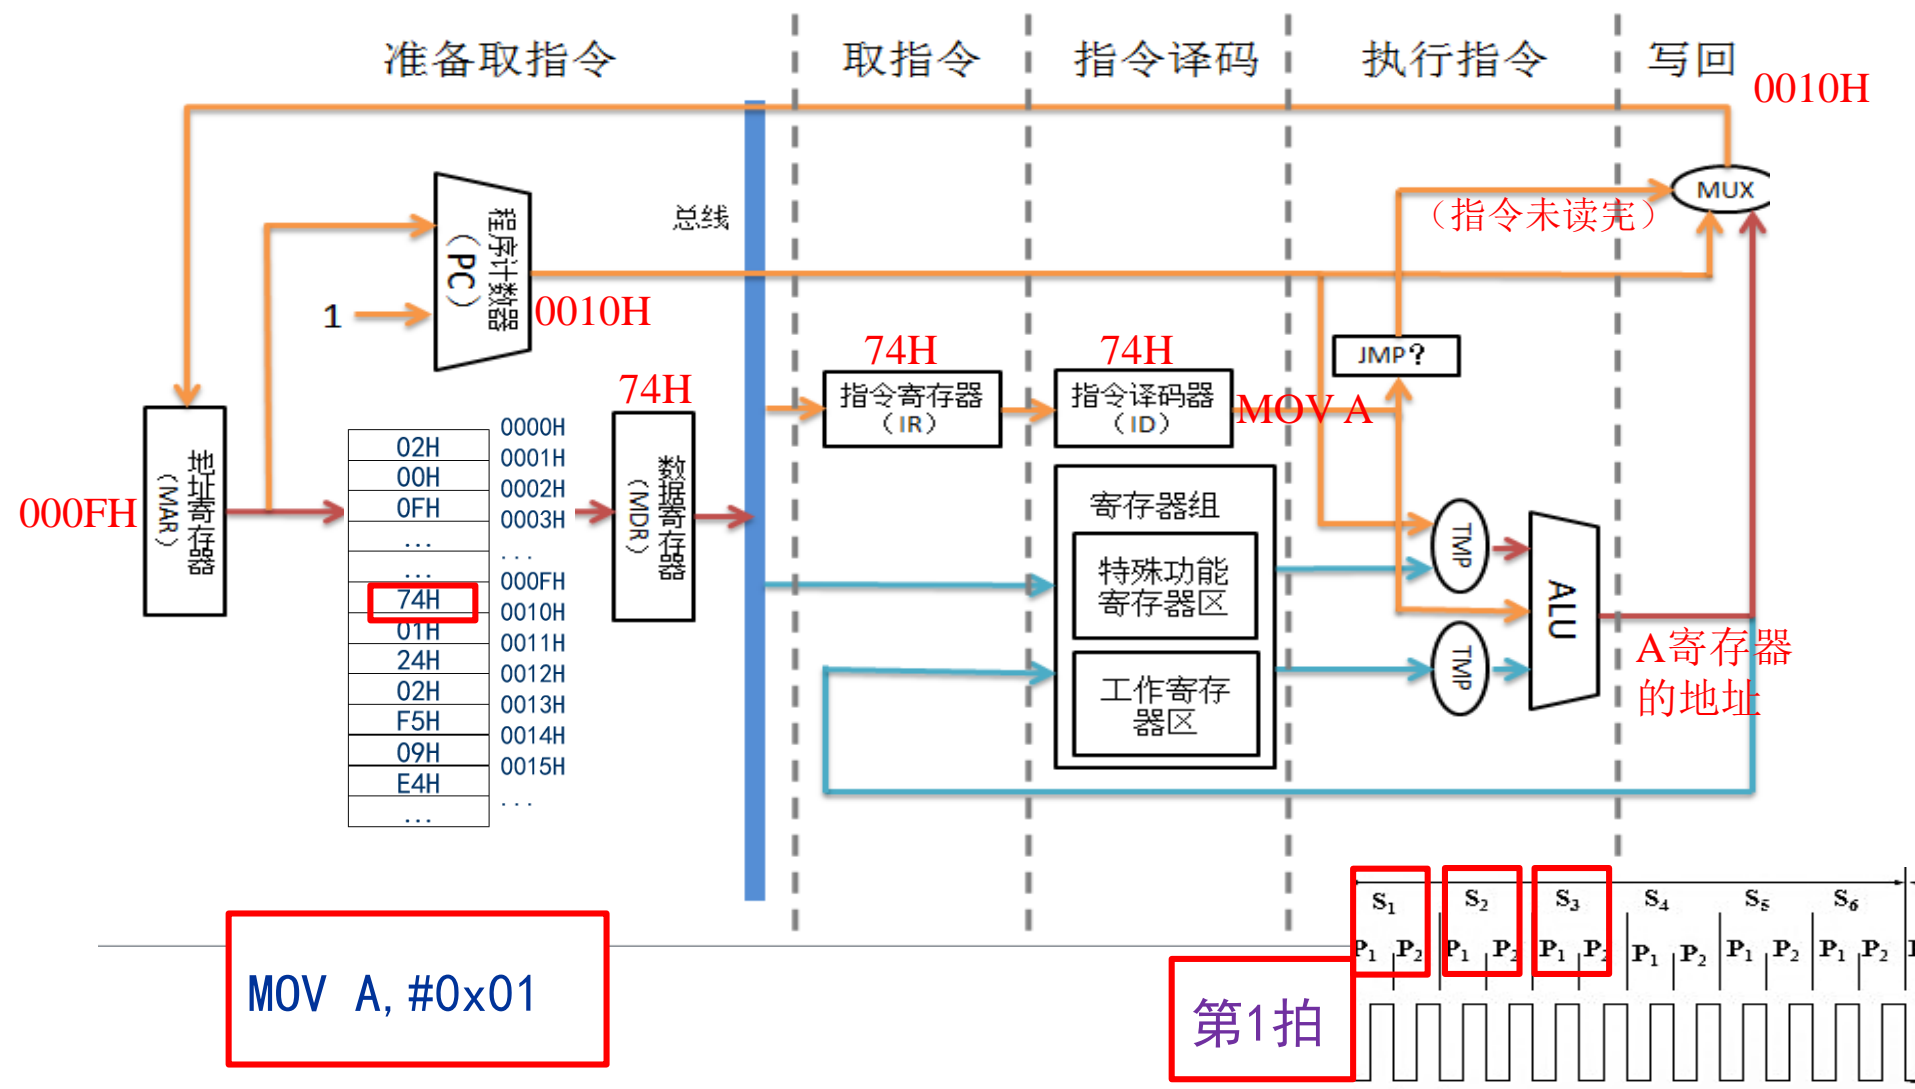 准备取指令
取指令
指令译码
执行指令
写回
0010H
程序计数器
（PC）
总线
MUX
（指令未读完）
1
0010H
JMP?
74H
74H
74H
指令寄存器
（IR）
指令译码器
（ID）
MOV A
000FH
地址寄存器
（MAR）
02H
00H
0FH
...
...
74H
01H
24H
02H
F5H
09H
E4H
...
0000H
0001H
0002H
0003H
...
000FH
0010H
0011H
0012H
0013H
0014H
0015H
...
数据寄存器
（MDR）
寄存器组
特殊功能
寄存器区
工作寄存
器区
TMP
TMP
ALU
A寄存器
的地址
MOV A,#0x01
第1拍
S1 S2 S3 S4 S5 S6
P1 P2 P1 P2 P1 P2 P1 P2 P1 P2 P1 P2